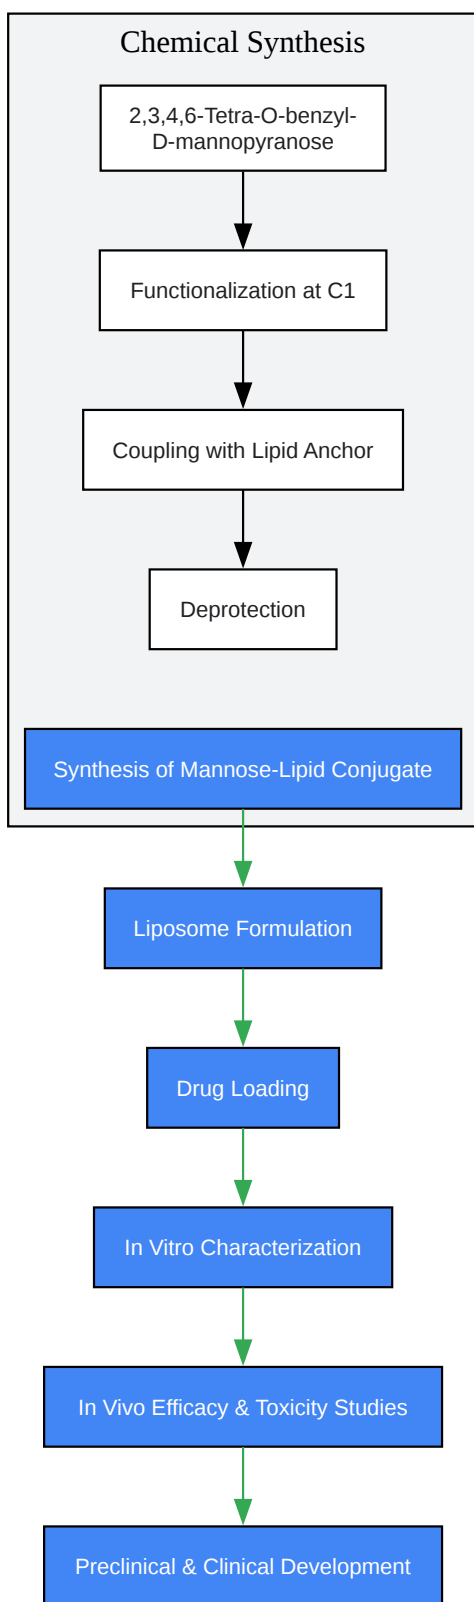 Chemical Synthesis
2,3,4,6-Tetra-O-benzyl-
D-mannopyranose
Functionalization at C1
Coupling with Lipid Anchor
Deprotection
Synthesis of Mannose-Lipid Conjugate
Liposome Formulation
Drug Loading
In Vitro Characterization
In Vivo Efficacy & Toxicity Studies
Preclinical & Clinical Development